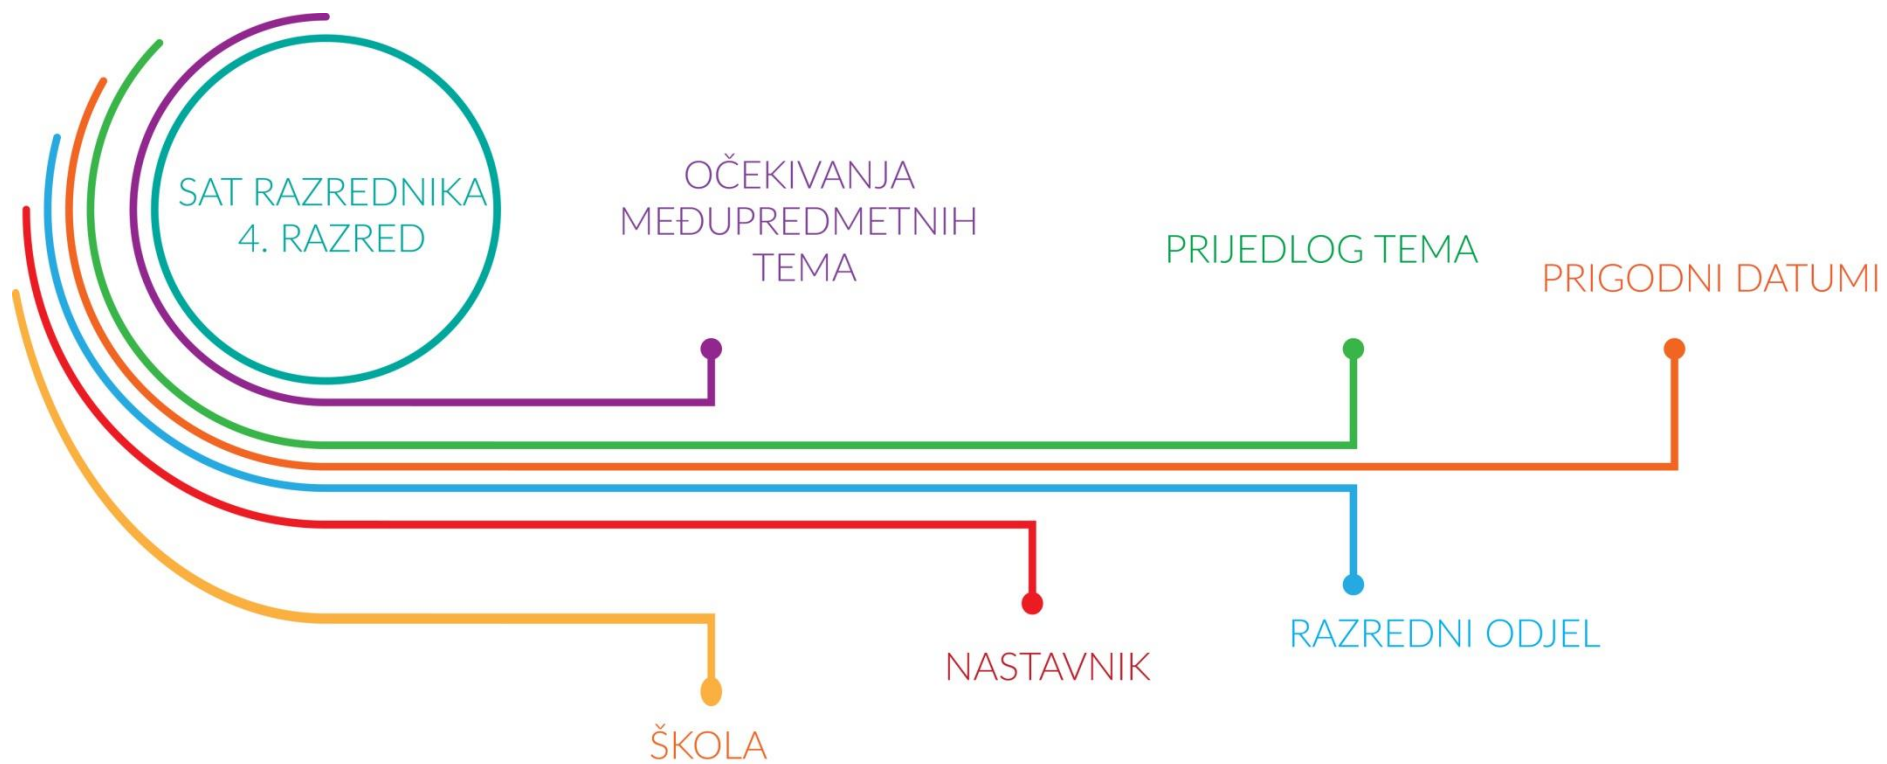 SAT RAZREDNIKA
4. RAZRED
OČEKIVANJA
MEĐUPREDMETNIH
TEMA
PRIJEDLOG TEMA
PRIGODNI DATUMI
RAZREDNI ODJEL
NASTAVNIK
ŠKOLA